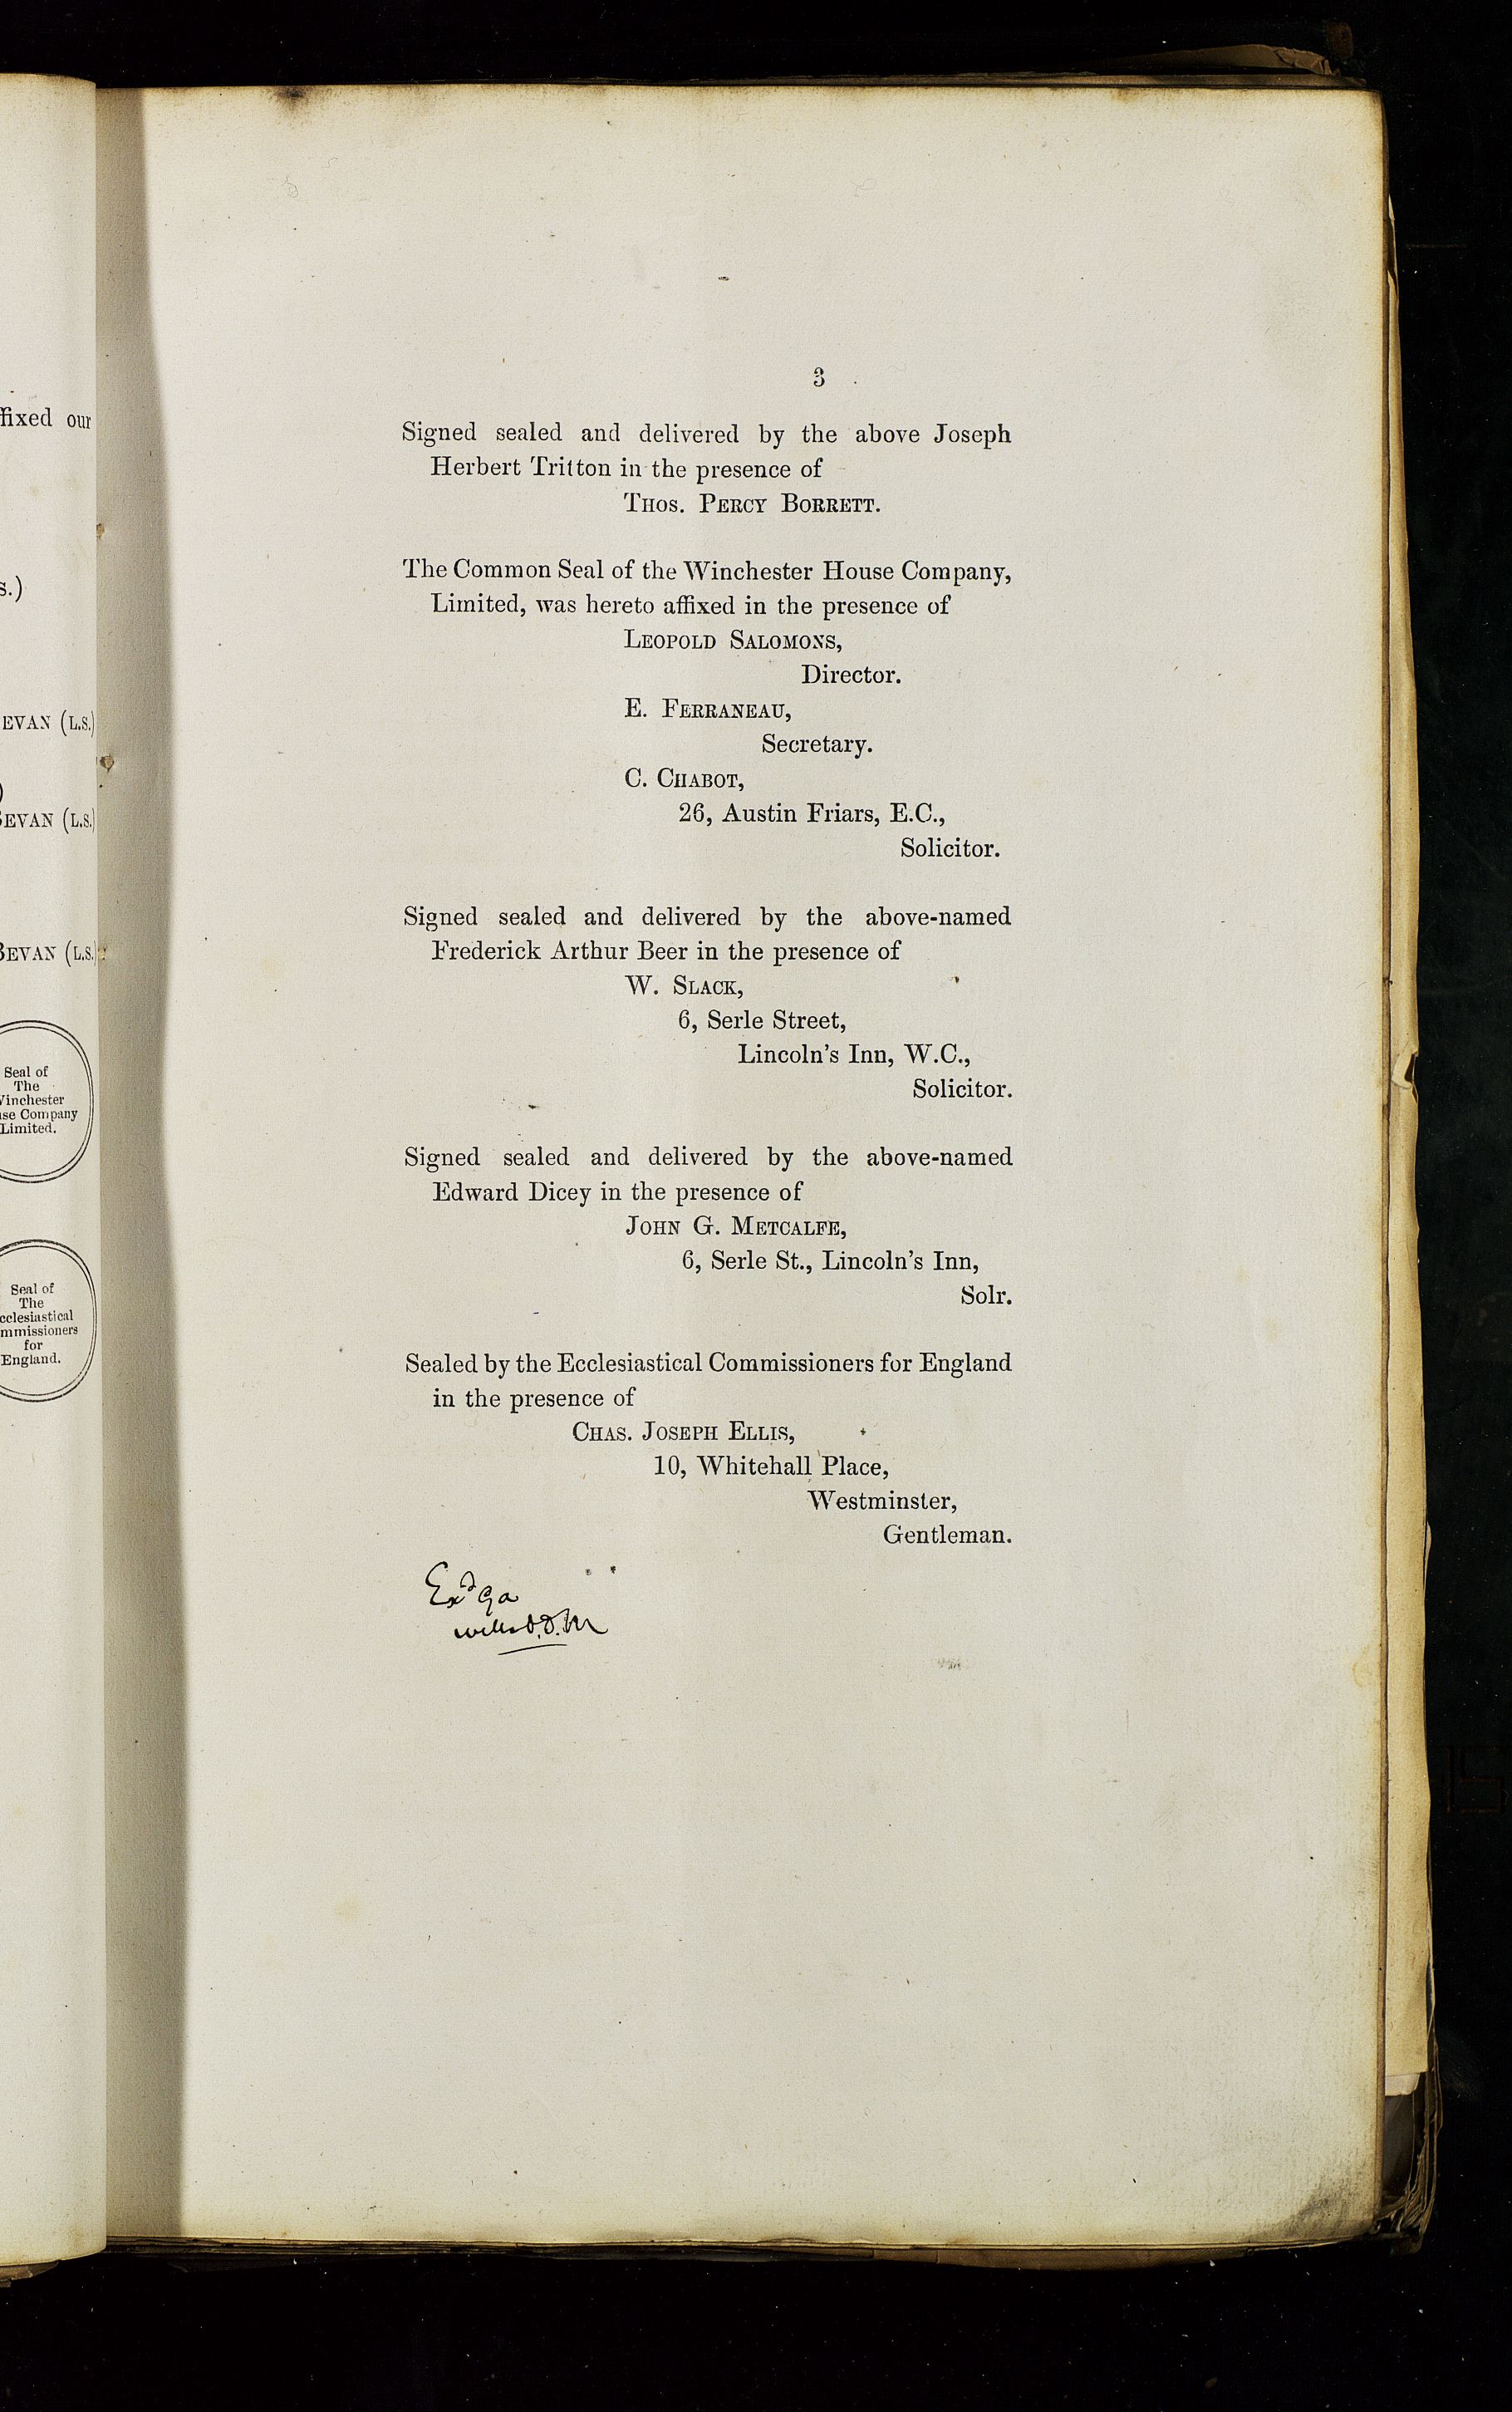 ffixed our
s.)
EVAN (L.S.)
)
BEVAN (L.S.)
BEVAN (L.S.)
Seal of
The
Winchester
use Company
Limited.
Seal of
The
cclesiastical
mmissioners
for
England.
3
Signed sealed and delivered by the above Joseph
Herbert Tritton in the presence of
THOS. PERCY BORRETT.
The Common Seal of the Winchester House Company,
Limited, was hereto affixed in the presence of
LEOPOLD SALOMONS,
Director.
E. FERRANEAU,
Secretary.
C. CHABOT,
26, Austin Friars, E.C.,
Solicitor.
Signed sealed and delivered by the above-named
Frederick Arthur Beer in the presence of
W. SLACK,
6, Serle Street,
Lincoln's Inn, W.C.,
Solicitor.
Signed sealed and delivered by the above-named
Edward Dicey in the presence of
JOHN G. METCALFE,
6, Serle St., Lincoln's Inn,
Solr.
Sealed by the Ecclesiastical Commissioners for England
in the presence of
CHAS. JOSEPH ELLIS,
10, Whitehall Place,
Westminster,
Gentleman.
Exd